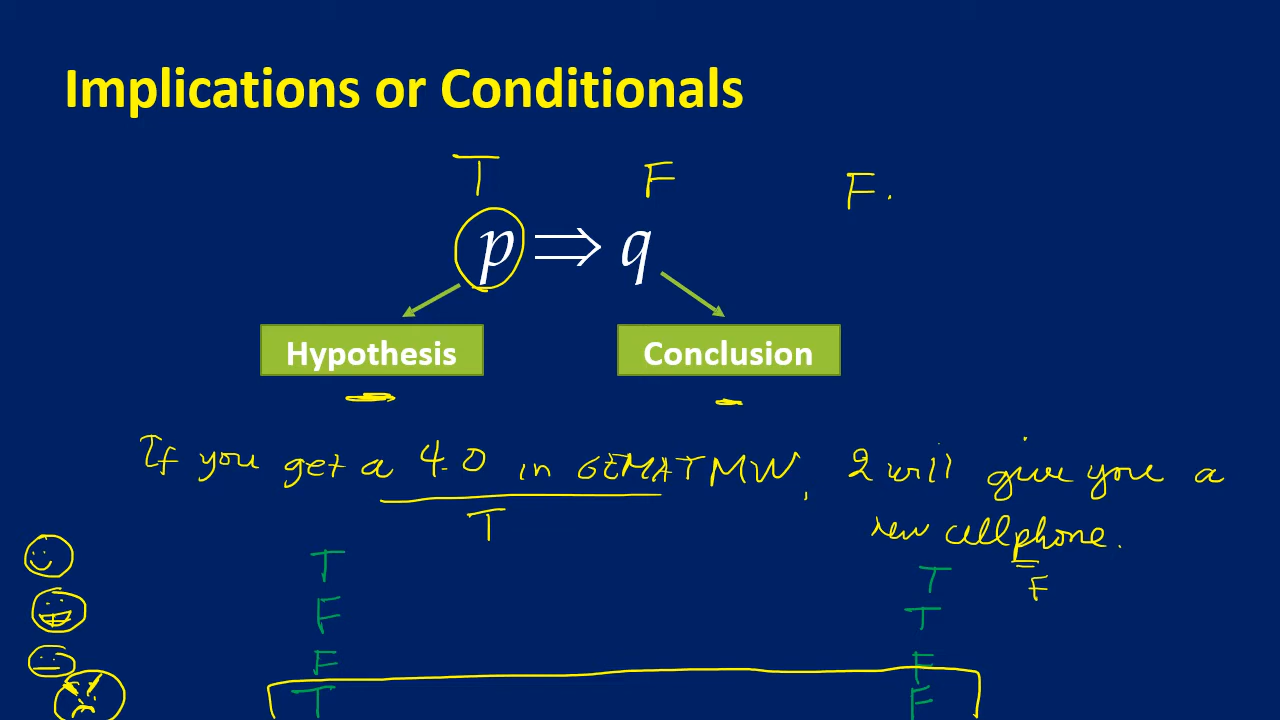 Implications or Conditionals
T F F.
p ⇒ q
Hypothesis Conclusion
If you get a 4.0 in GEMATMW, I will give you a
new cellphone.
T F
T T
F T
F F
T F